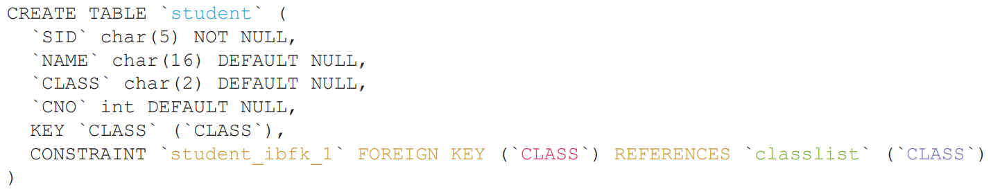 CREATE TABLE `student` (
  `SID` char(5) NOT NULL,
  `NAME` char(16) DEFAULT NULL,
  `CLASS` char(2) DEFAULT NULL,
  `CNO` int DEFAULT NULL,
  KEY `CLASS` (`CLASS`),
  CONSTRAINT `student_ibfk_1` FOREIGN KEY (`CLASS`) REFERENCES `classlist` (`CLASS`)
)